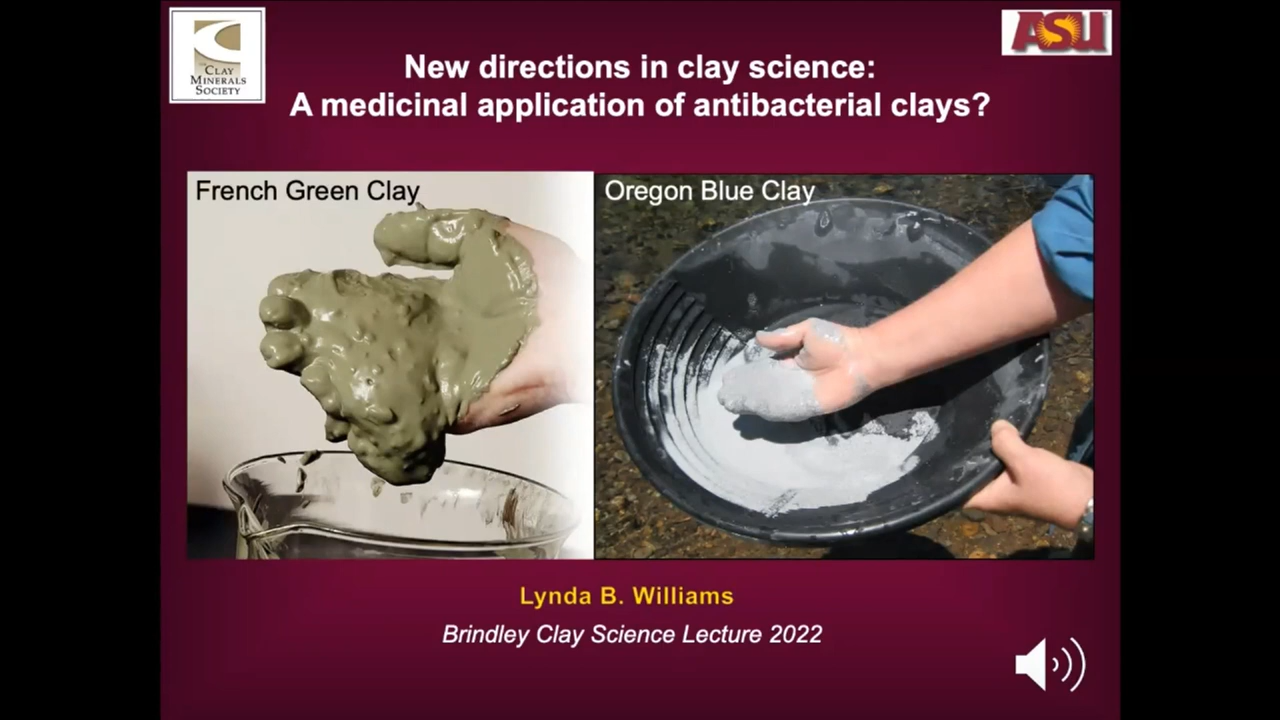 CLAY
MINERALS
SOCIETY
ASU
New directions in clay science:
A medicinal application of antibacterial clays?
French Green Clay
Oregon Blue Clay
Lynda B. Williams
Brindley Clay Science Lecture 2022